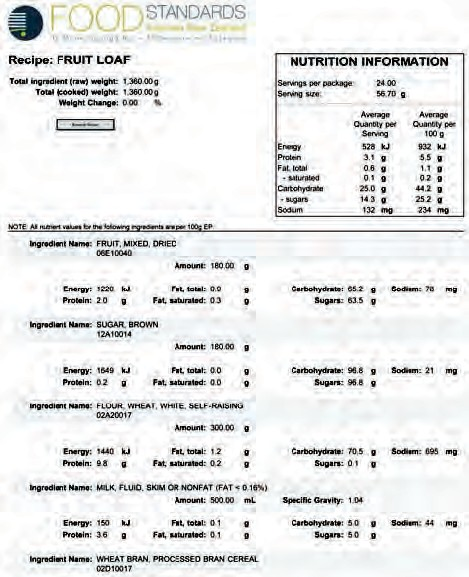 FOOD STANDARDS
Recipe: FRUIT LOAF
Total ingredient (raw) weight: 1,360.00 g
Total (cooked) weight: 1,360.00 g
Weight Change: 0.00 %
NUTRITION INFORMATION
Servings per package: 24.00
Serving size: 56.70 g
Average Quantity per Serving Average Quantity per 100 g
Energy 528 kJ 932 kJ
Protein 3.1 g 5.5 g
Fat, total 0.6 g 1.1 g
- saturated 0.1 g 0.2 g
Carbohydrate 25.0 g 44.2 g
- sugars 14.3 g 25.2 g
Sodium 132 mg 234 mg
NOTE: All nutrient values for the following ingredients are per 100g EP
Ingredient Name: FRUIT, MIXED, DRIED
06E10040
Amount: 180.00 g
Energy: 1220 kJ Fat, total: 0.9 g Carbohydrate: 65.2 g Sodium: 78 mg
Protein: 2.0 g Fat, saturated: 0.3 g Sugars: 63.5 g
Ingredient Name: SUGAR, BROWN
12A10014
Amount: 180.00 g
Energy: 1649 kJ Fat, total: 0.0 g Carbohydrate: 96.8 g Sodium: 21 mg
Protein: 0.2 g Fat, saturated: 0.0 g Sugars: 96.8 g
Ingredient Name: FLOUR, WHEAT, WHITE, SELF-RAISING
02A20017
Amount: 300.00 g
Energy: 1440 kJ Fat, total: 1.2 g Carbohydrate: 70.5 g Sodium: 695 mg
Protein: 9.8 g Fat, saturated: 0.2 g Sugars: 0.1 g
Ingredient Name: MILK, FLUID, SKIM OR NONFAT (FAT < 0.16%)
Amount: 500.00 mL Specific Gravity: 1.04
Energy: 150 kJ Fat, total: 0.1 g Carbohydrate: 5.0 g Sodium: 44 mg
Protein: 3.6 g Fat, saturated: 0.1 g Sugars: 5.0 g
Ingredient Name: WHEAT BRAN, PROCESSED BRAN CEREAL
02D10017